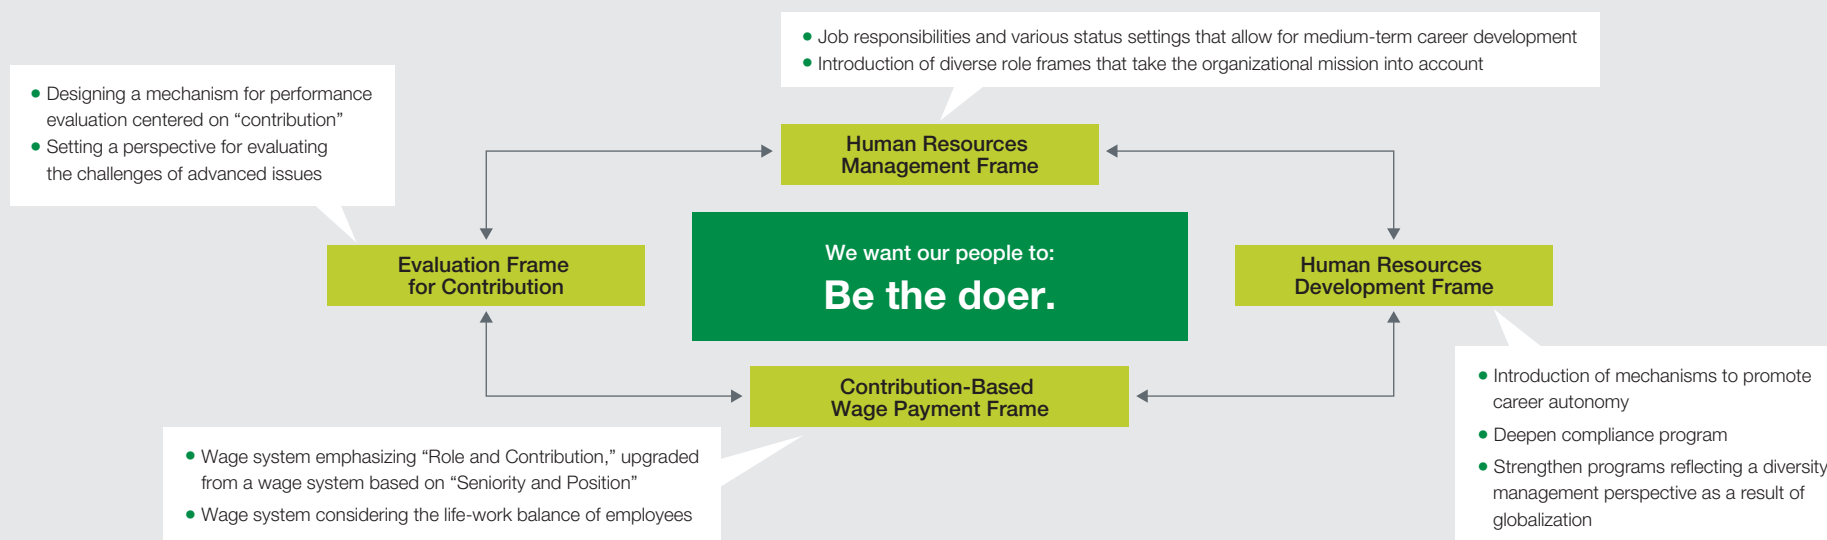 ● Job responsibilities and various status settings that allow for medium-term career development
● Introduction of diverse role frames that take the organizational mission into account
● Designing a mechanism for performance
evaluation centered on “contribution”
● Setting a perspective for evaluating
the challenges of advanced issues
Human Resources
Management Frame
We want our people to:
Be the doer.
Evaluation Frame
for Contribution
Human Resources
Development Frame
Contribution-Based
Wage Payment Frame
● Wage system emphasizing “Role and Contribution,” upgraded
from a wage system based on “Seniority and Position”
● Wage system considering the life-work balance of employees
● Introduction of mechanisms to promote
career autonomy
● Deepen compliance program
● Strengthen programs reflecting a diversity
management perspective as a result of
globalization